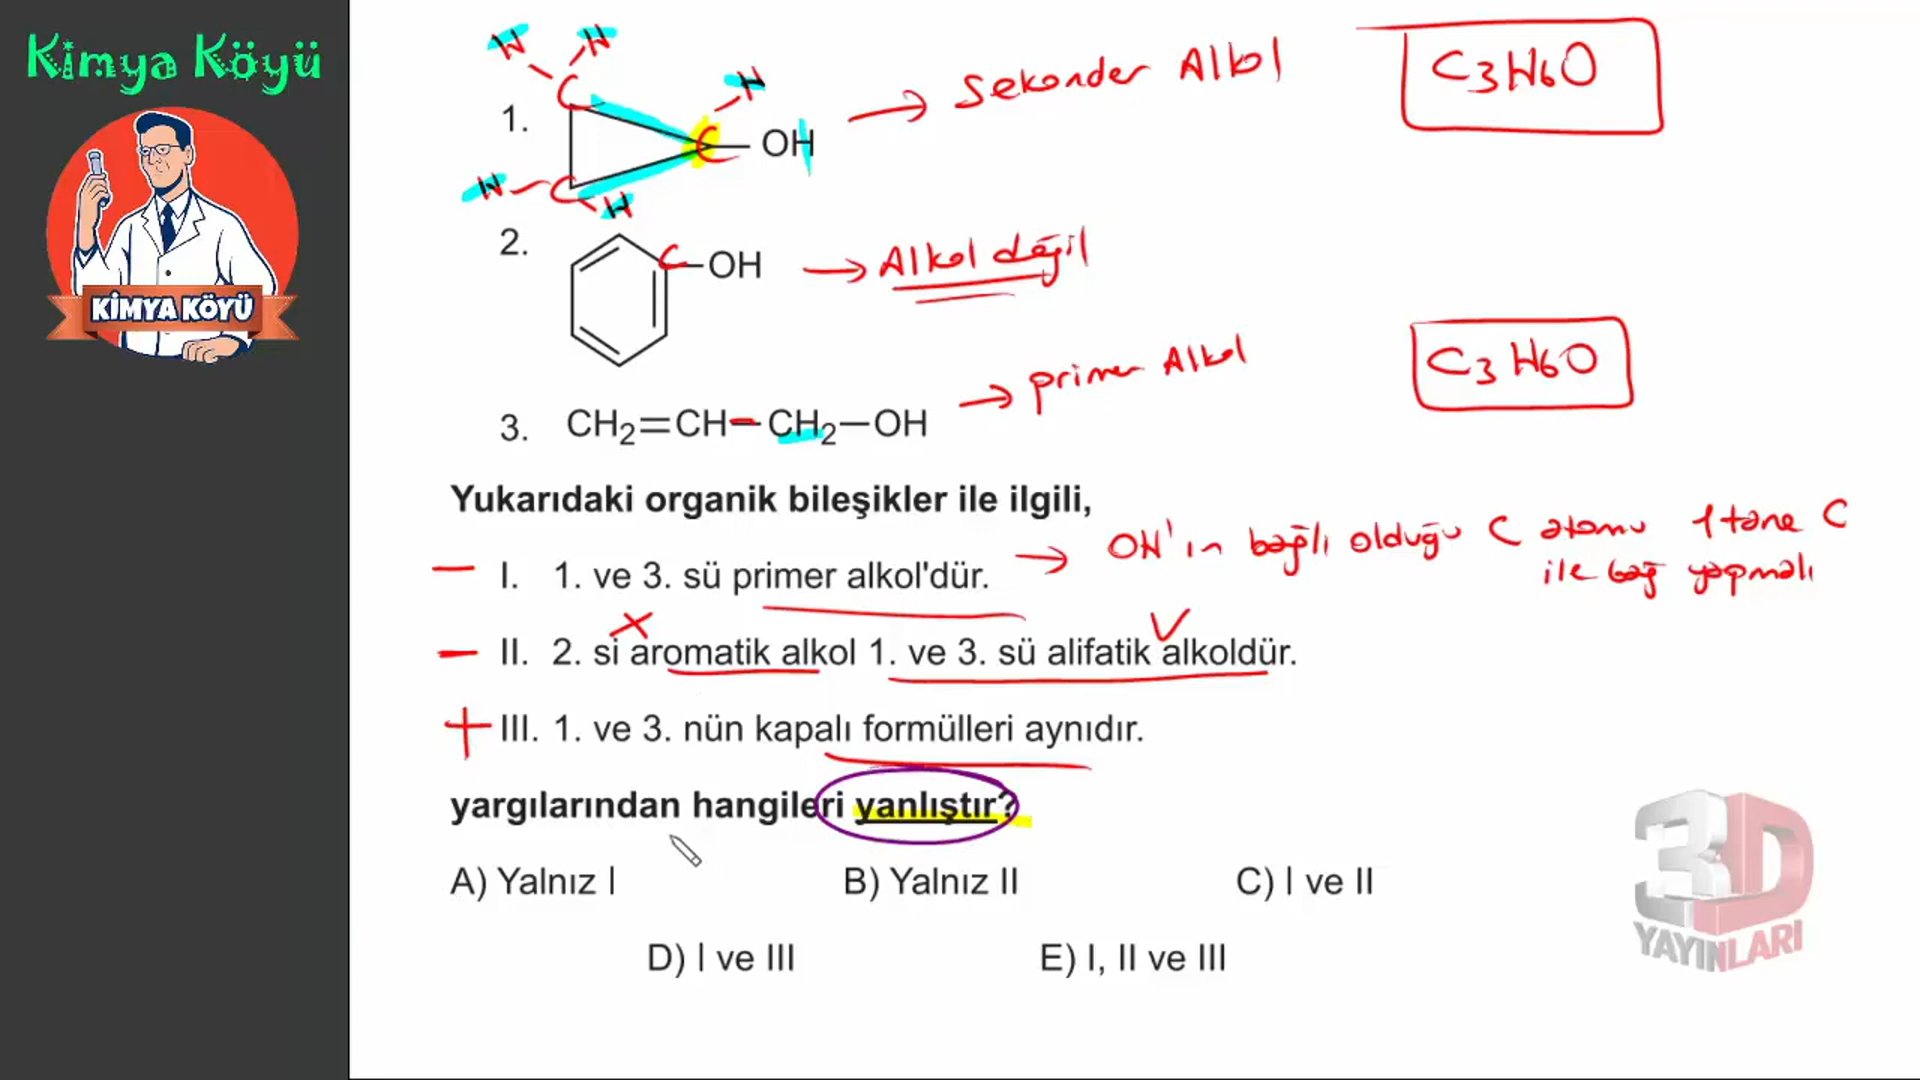 Kimya Köyü
KİMYA KÖYÜ
H H
C
1.
H
C
OH
→ Sekonder Alkol
C3H6O
H C H
2.
C
OH
→ Alkol değil
3. CH2=CH-CH2-OH
→ primer Alkol
C3H6O
Yukarıdaki organik bileşikler ile ilgili,
- I. 1. ve 3. sü primer alkol'dür.
→ OH'ın bağlı olduğu C atomu 1 tane C
ile bağ yapmalı
X V
- II. 2. si aromatik alkol 1. ve 3. sü alifatik alkoldür.
+ III. 1. ve 3. nün kapalı formülleri aynıdır.
yargılarından hangileri yanlıştır?
A) Yalnız I B) Yalnız II C) I ve II
D) I ve III E) I, II ve III
3D
YAYINLARI